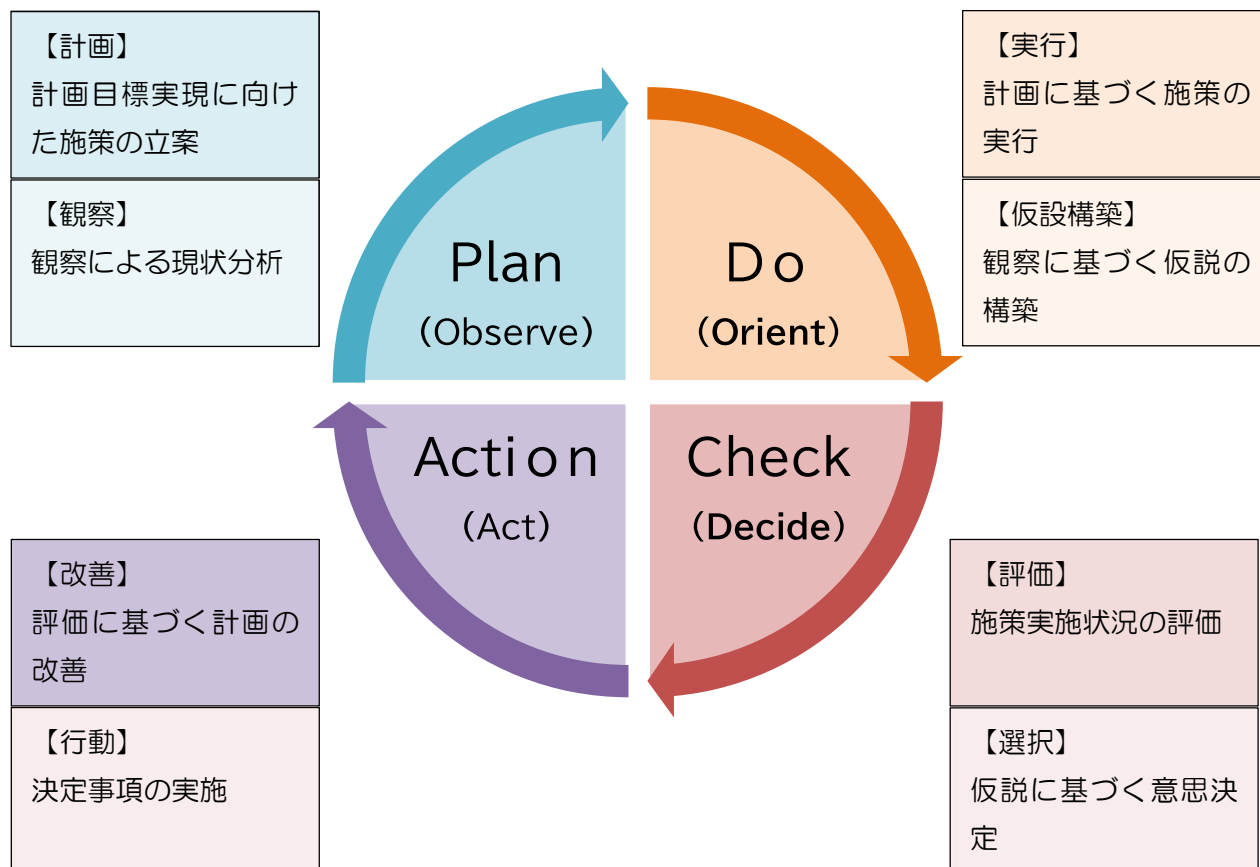 【計画】
計画目標実現に向け
た施策の立案
【観察】
観察による現状分析
【実行】
計画に基づく施策の
実行
【仮設構築】
観察に基づく仮説の
構築
Plan
(Observe)
Do
(Orient)
Action
(Act)
Check
(Decide)
【改善】
評価に基づく計画の
改善
【行動】
決定事項の実施
【評価】
施策実施状況の評価
【選択】
仮説に基づく意思決
定